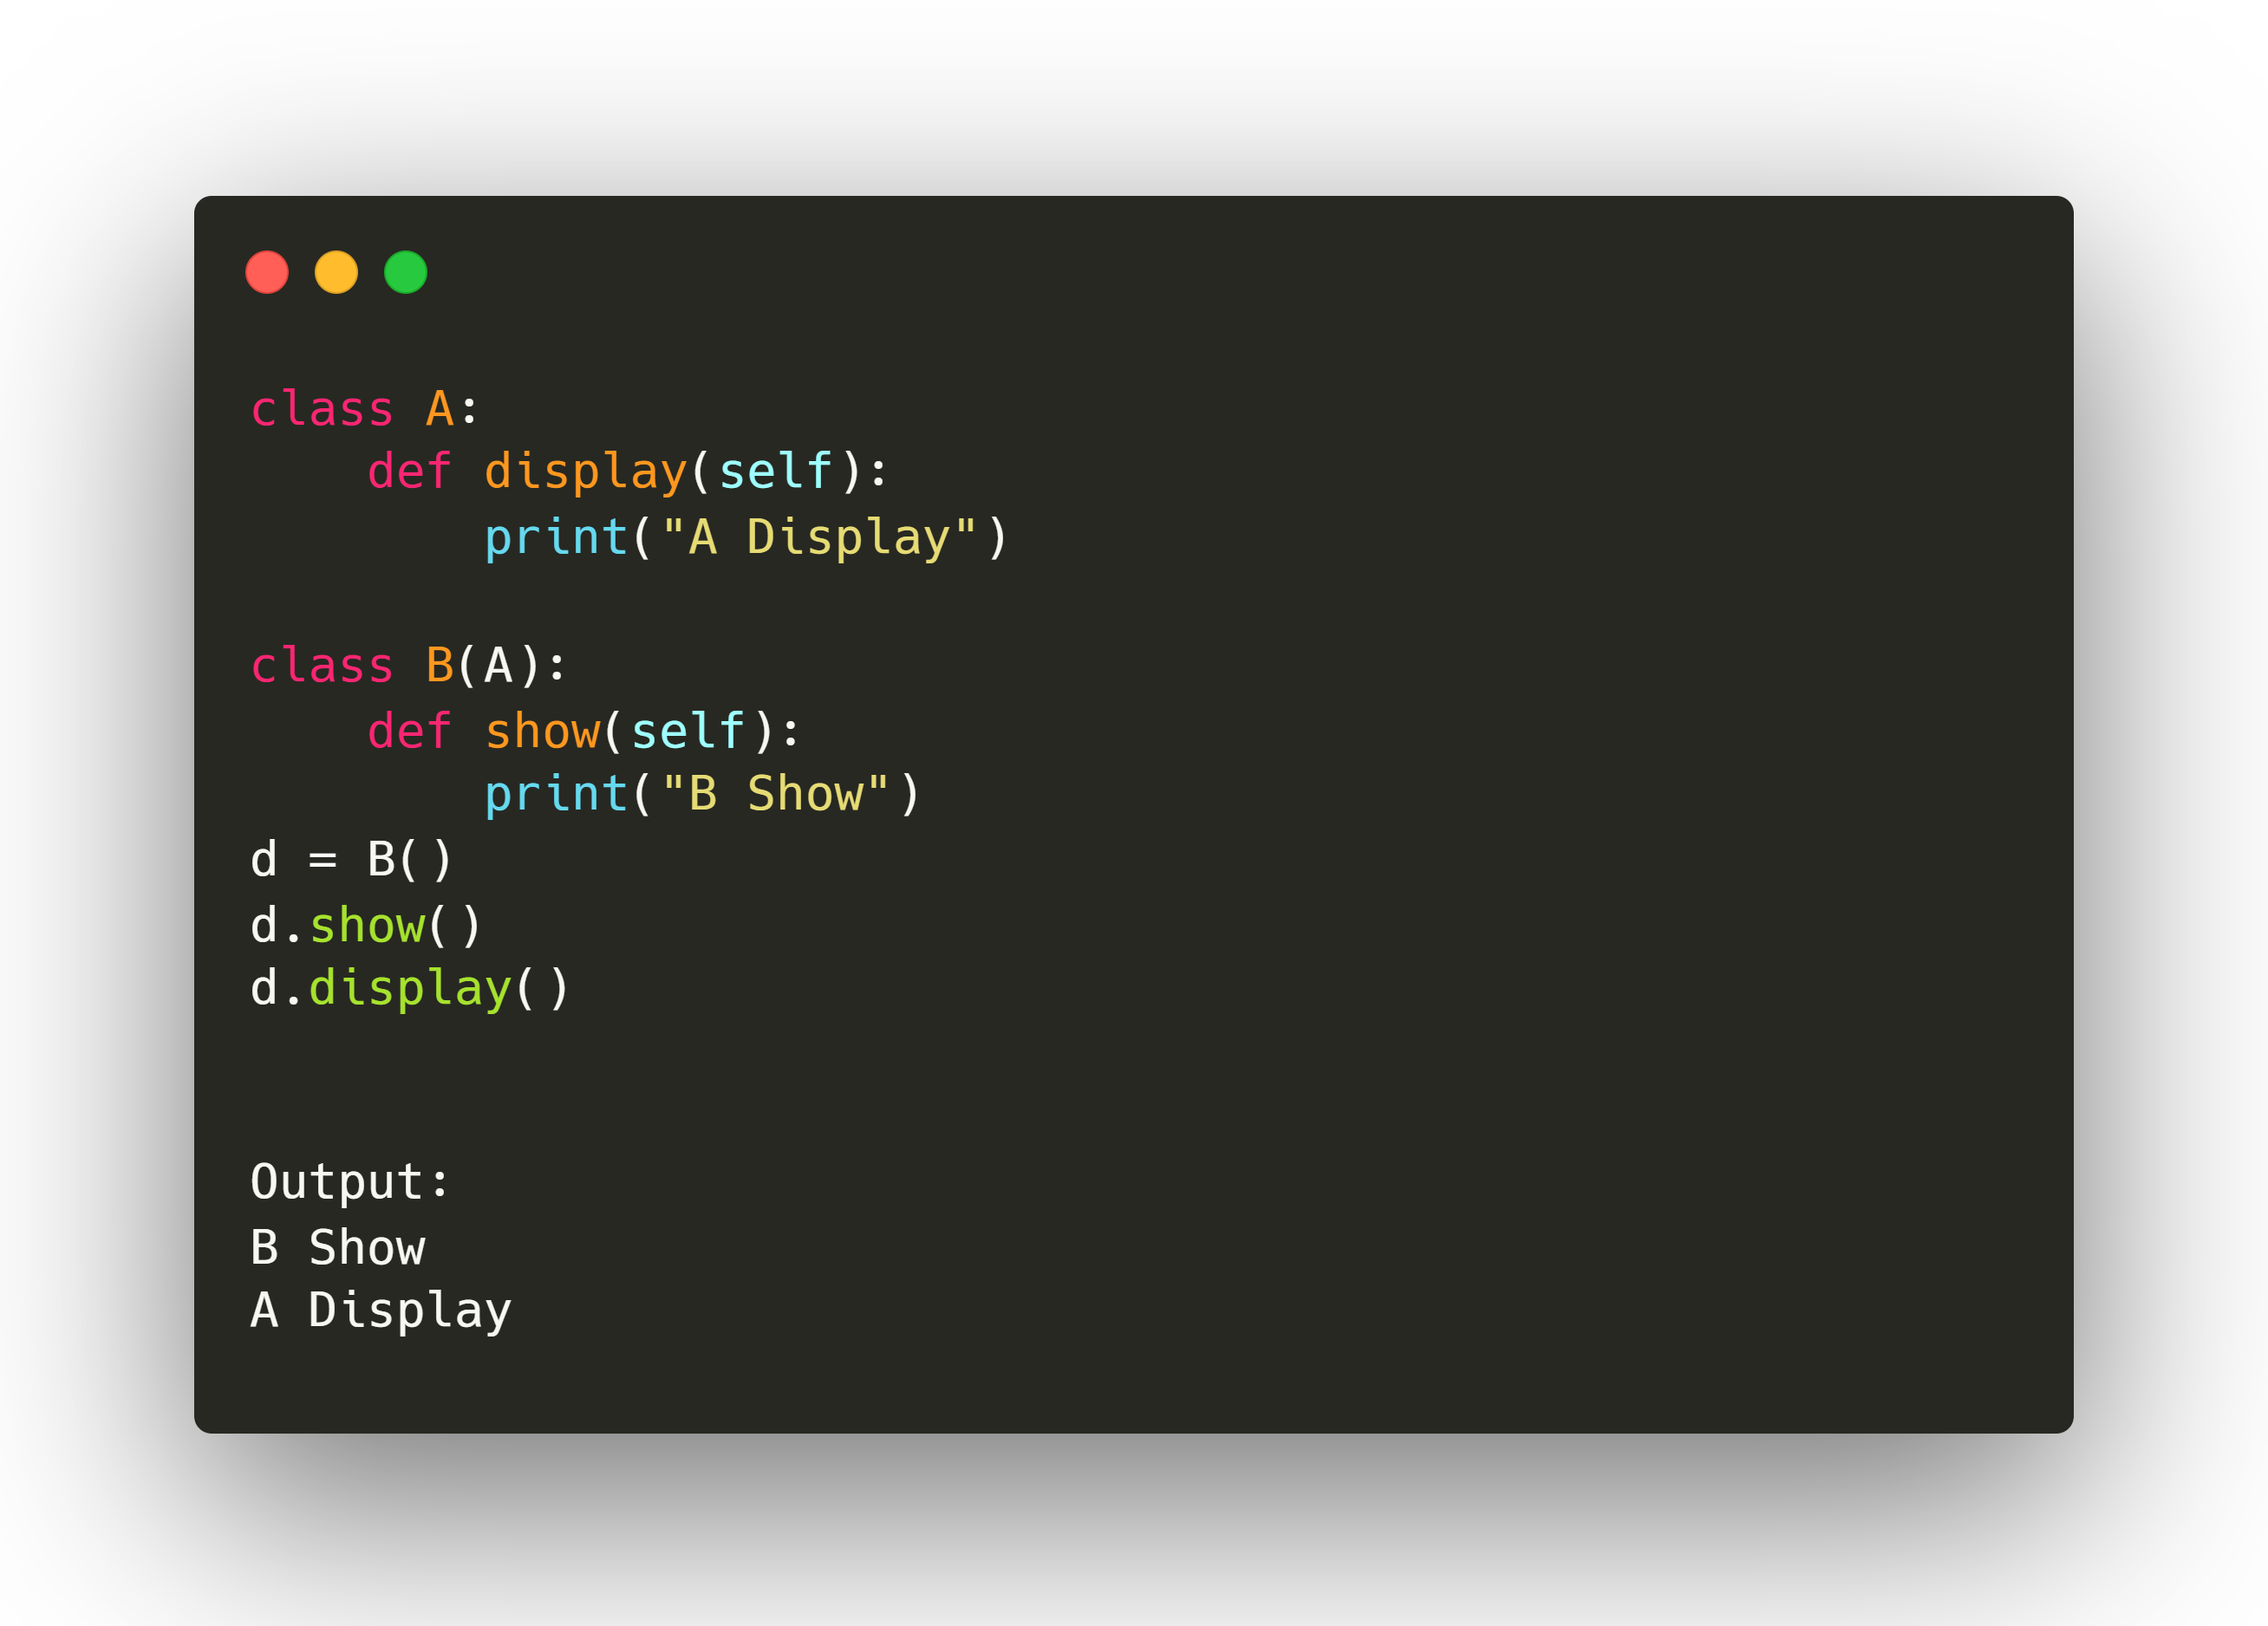 class A:
    def display(self):
        print("A Display")

class B(A):
    def show(self):
        print("B Show")
d = B()
d.show()
d.display()


Output:
B Show
A Display